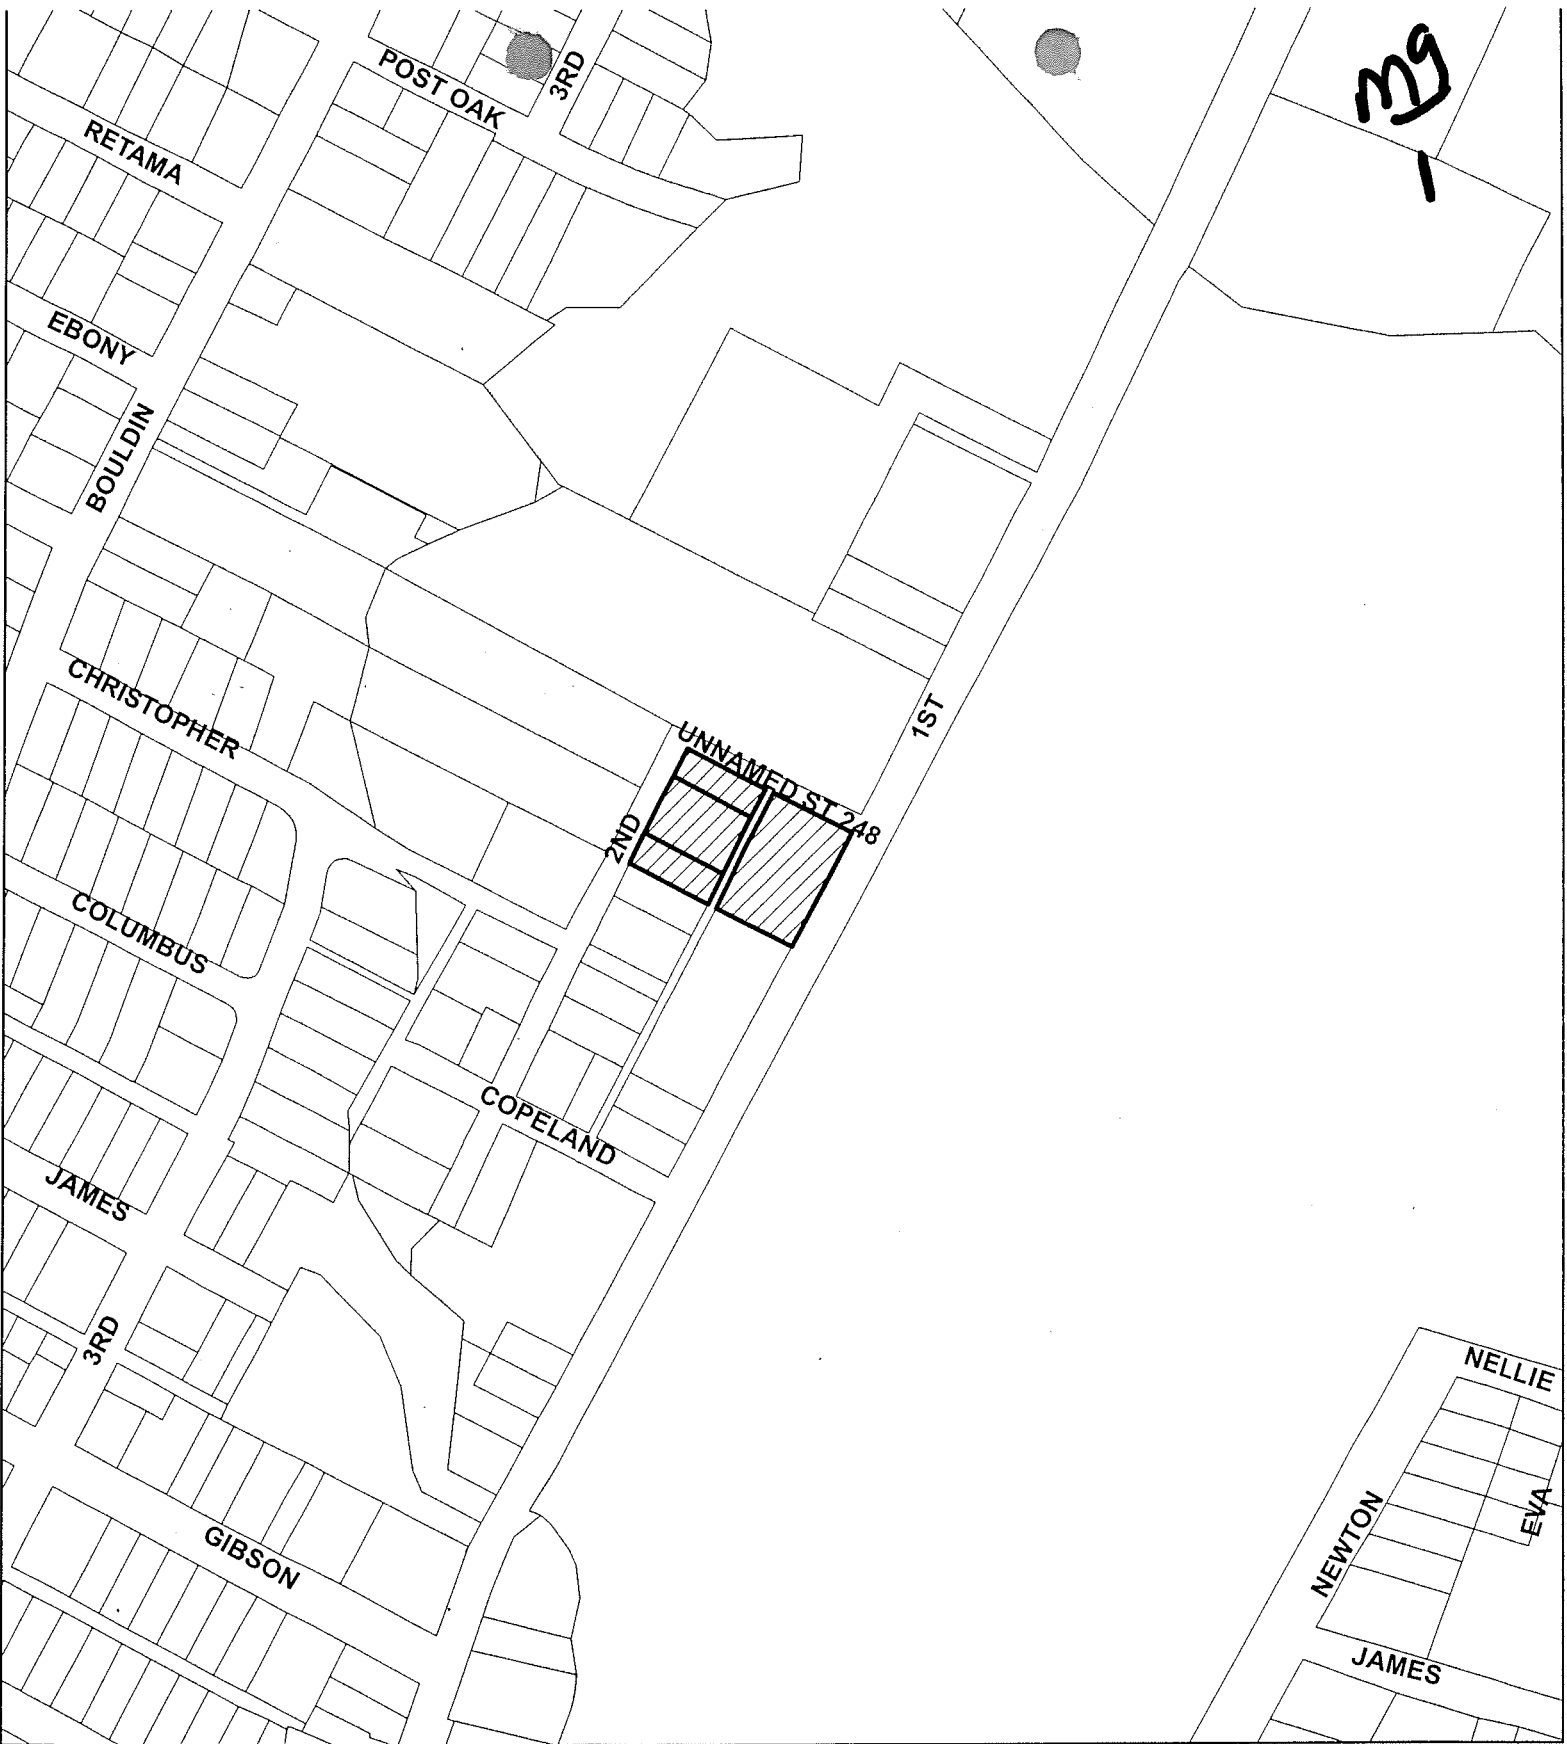 m9
1
POST OAK
3RD
RETAMA
EBONY
BOULDIN
CHRISTOPHER
1ST
UNNAMED ST 248
2ND
COLUMBUS
COPELAND
JAMES
3RD
NELLIE
EVA
NEWTON
GIBSON
JAMES